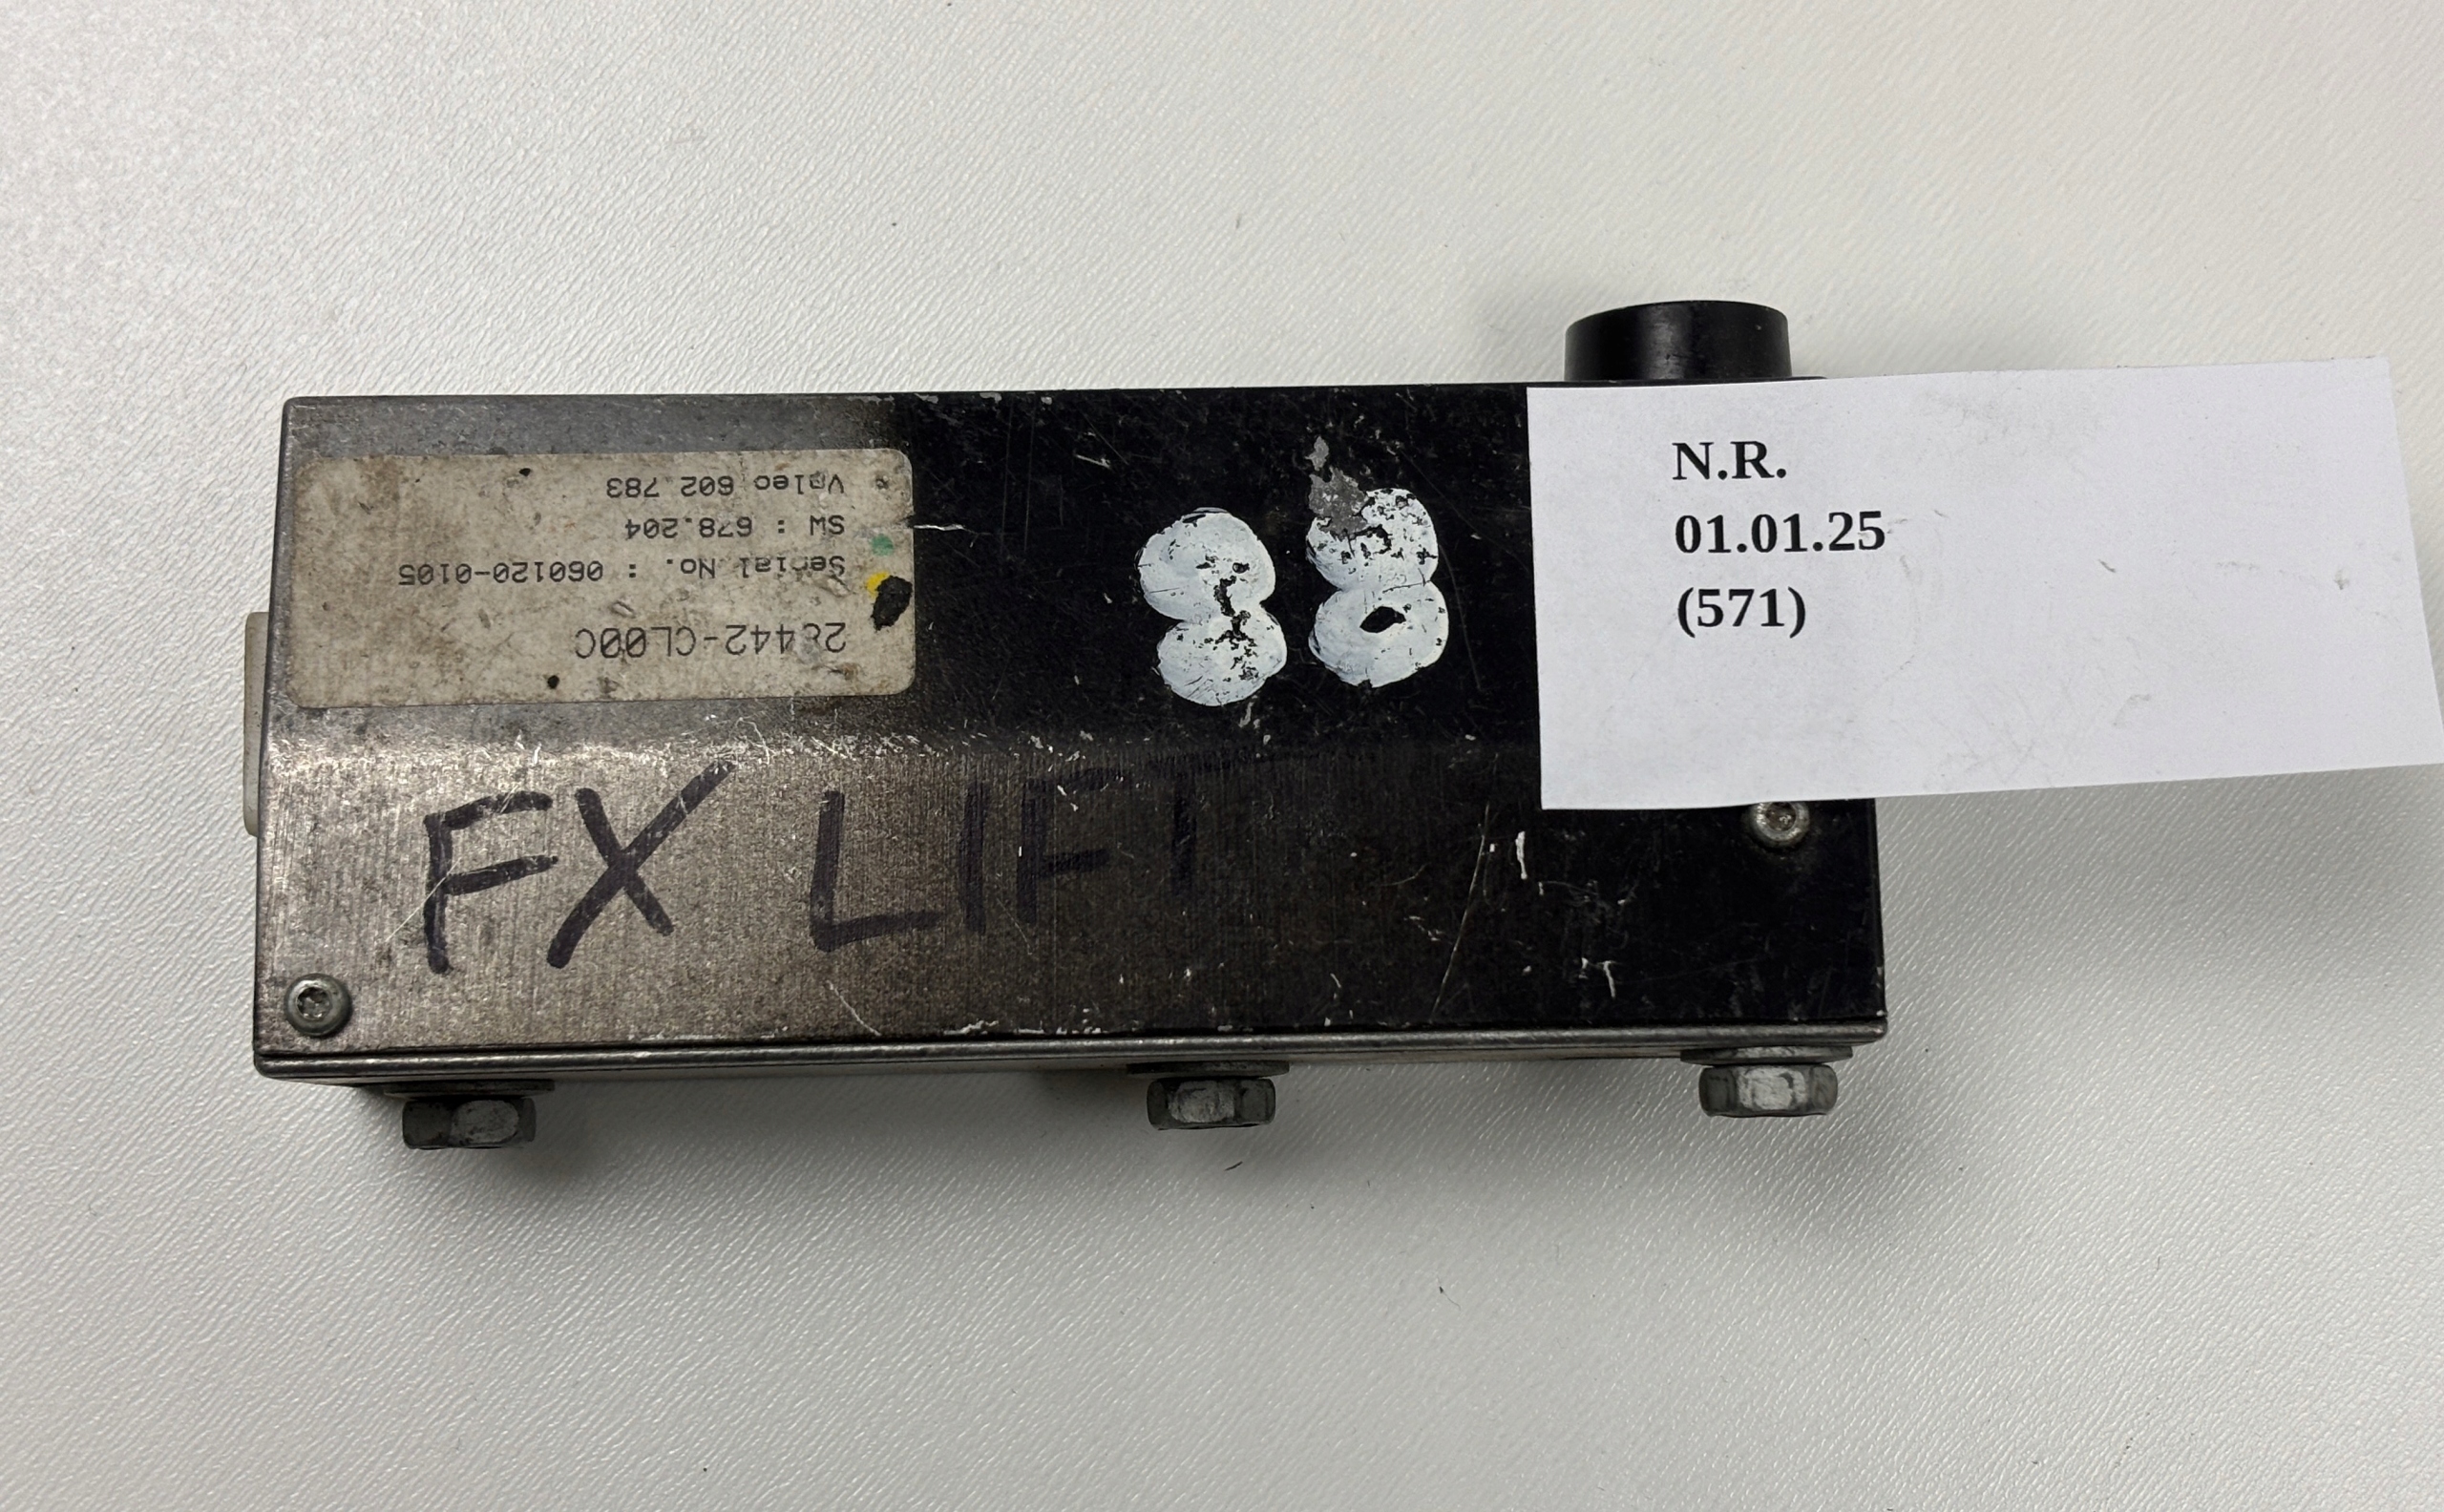 28442-CL00C
Serial No. : 060120-0105
SW : 678.204
Valeo 602 783
88
N.R.
01.01.25
(571)
FX LIFT